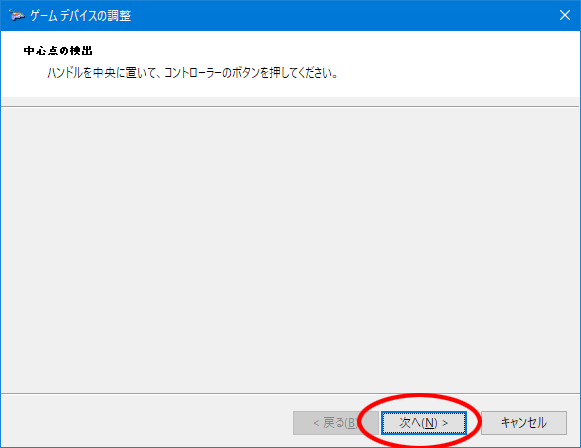 ゲーム デバイスの調整
中心点の検出
ハンドルを中央に置いて、コントローラーのボタンを押してください。
< 戻る(B
次へ(N) >
キャンセル